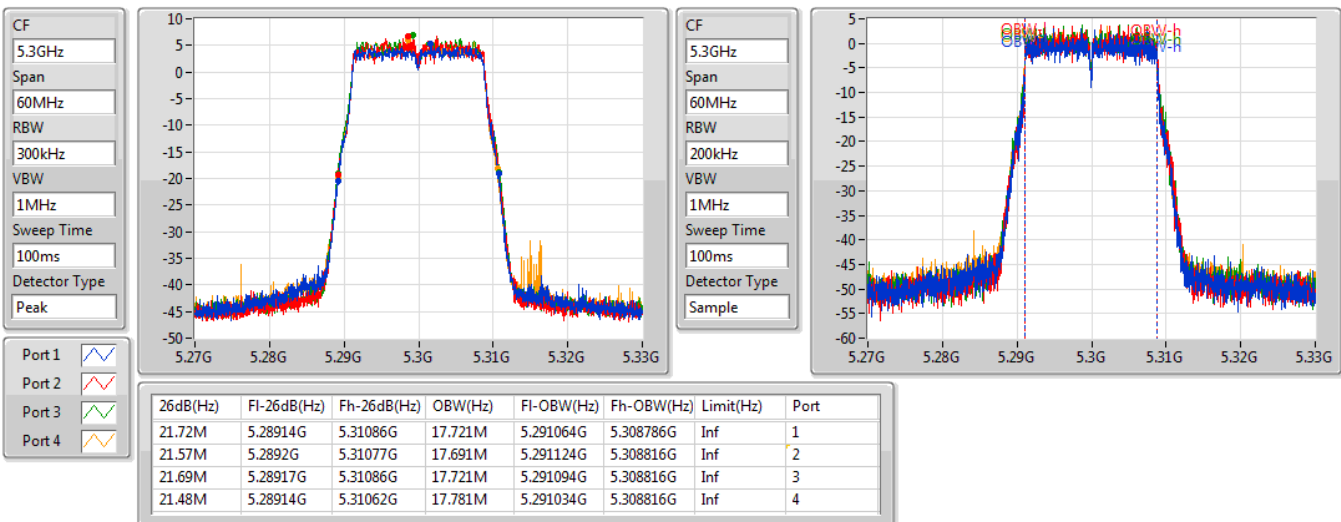 CF
5.3GHz
Span
60MHz
RBW
300kHz
VBW
1MHz
Sweep Time
100ms
Detector Type
Peak
10
5
0
-5
-10
-15
-20
-25
-30
-35
-40
-45
-50
5.27G 5.28G 5.29G 5.3G 5.31G 5.32G 5.33G
CF
5.3GHz
Span
60MHz
RBW
200kHz
VBW
1MHz
Sweep Time
100ms
Detector Type
Sample
5
0
-5
-10
-15
-20
-25
-30
-35
-40
-45
-50
-55
-60
OBW-h
5.27G 5.28G 5.29G 5.3G 5.31G 5.32G 5.33G
Port 1
Port 2
Port 3
Port 4
26dB(Hz) Fl-26dB(Hz) Fh-26dB(Hz) OBW(Hz) Fl-OBW(Hz) Fh-OBW(Hz) Limit(Hz) Port
21.72M 5.28914G 5.31086G 17.721M 5.291064G 5.308786G Inf 1
21.57M 5.2892G 5.31077G 17.691M 5.291124G 5.308816G Inf 2
21.69M 5.28917G 5.31086G 17.721M 5.291094G 5.308816G Inf 3
21.48M 5.28914G 5.31062G 17.781M 5.291034G 5.308816G Inf 4